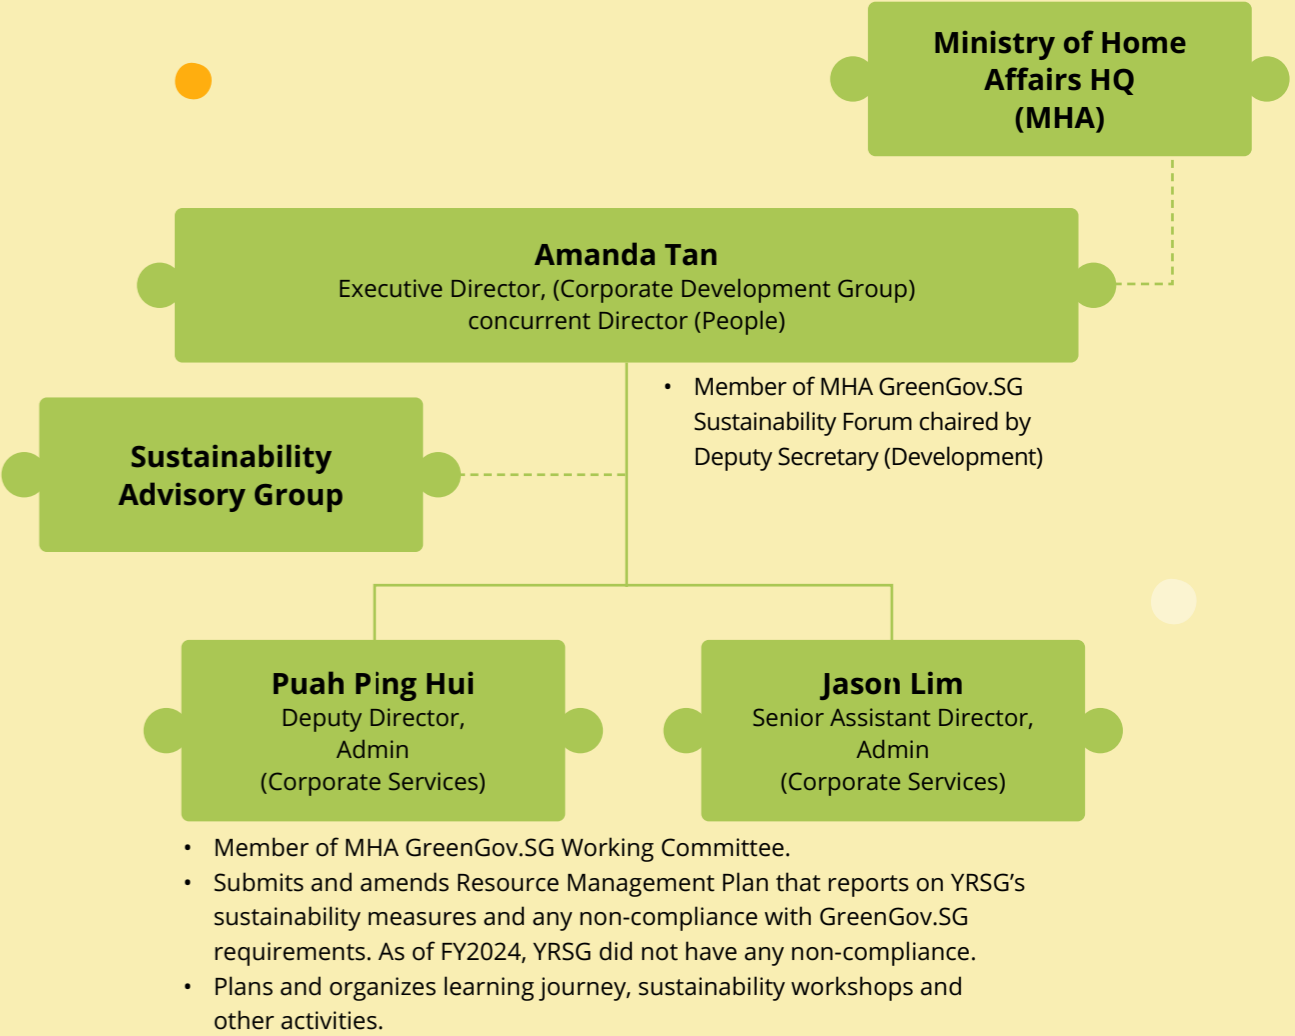 Ministry of Home
Affairs HQ
(MHA)
Amanda Tan
Executive Director, (Corporate Development Group)
concurrent Director (People)
• Member of MHA GreenGov.SG
Sustainability Forum chaired by
Deputy Secretary (Development)
Sustainability
Advisory Group
Puah Ping Hui
Deputy Director,
Admin
(Corporate Services)
Jason Lim
Senior Assistant Director,
Admin
(Corporate Services)
• Member of MHA GreenGov.SG Working Committee.
• Submits and amends Resource Management Plan that reports on YRSG’s
sustainability measures and any non-compliance with GreenGov.SG
requirements. As of FY2024, YRSG did not have any non-compliance.
• Plans and organizes learning journey, sustainability workshops and
other activities.